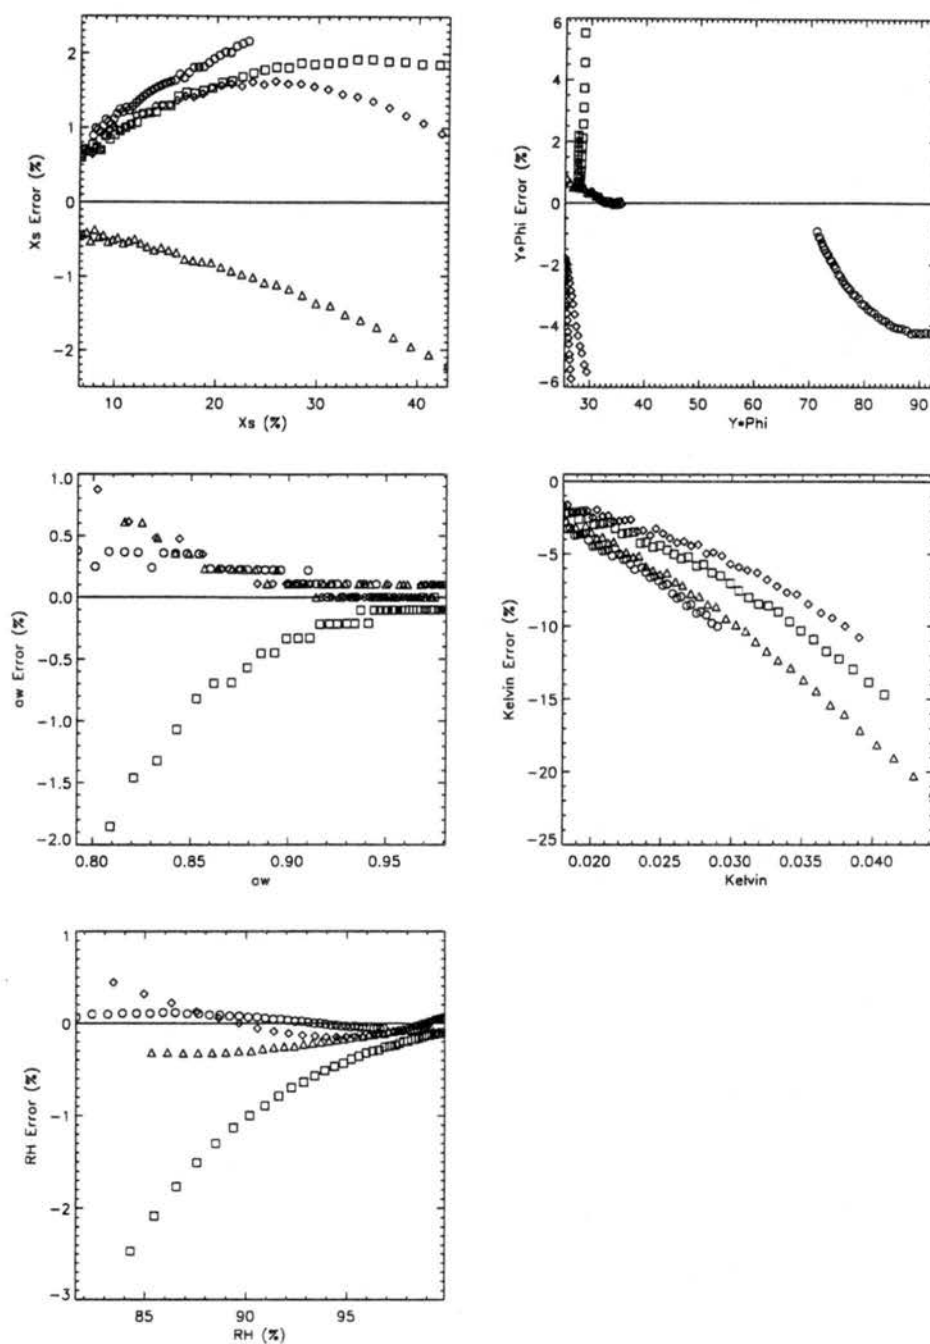 Xs Error (%)
2
1
0
-1
-2
10 20 30 40
Xs (%)
Y*Phi Error (%)
6
4
2
0
-2
-4
-6
30 40 50 60 70 80 90
Y*Phi
aw Error (%)
1.0
0.5
0.0
-0.5
-1.0
-1.5
-2.0
0.80 0.85 0.90 0.95
aw
Kelvin Error (%)
0
-5
-10
-15
-20
-25
0.020 0.025 0.030 0.035 0.040
Kelvin
RH Error (%)
1
0
-1
-2
-3
85 90 95
RH (%)